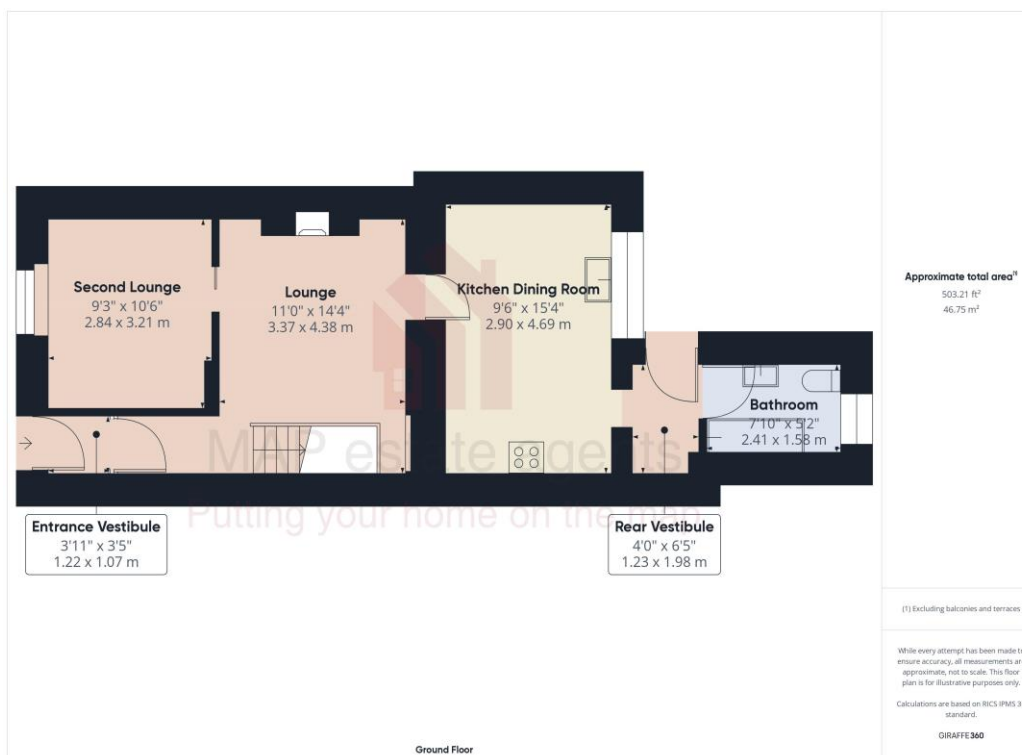 Second Lounge
9'3" x 10'6"
2.84 x 3.21 m
Lounge
11'0" x 14'4"
3.37 x 4.38 m
Kitchen Dining Room
9'6" x 15'4"
2.90 x 4.69 m
Bathroom
7'10" x 5'2"
2.41 x 1.58 m
MAP estate agents
Putting your home on the map
Entrance Vestibule
3'11" x 3'5"
1.22 x 1.07 m
Rear Vestibule
4'0" x 6'5"
1.23 x 1.98 m
Ground Floor
Approximate total area(1)
503.21 ft²
46.75 m²
(1) Excluding balconies and terraces
While every attempt has been made to
ensure accuracy, all measurements are
approximate, not to scale. This floor
plan is for illustrative purposes only.
Calculations are based on RICS IPMS 3C
standard.
GIRAFFE360